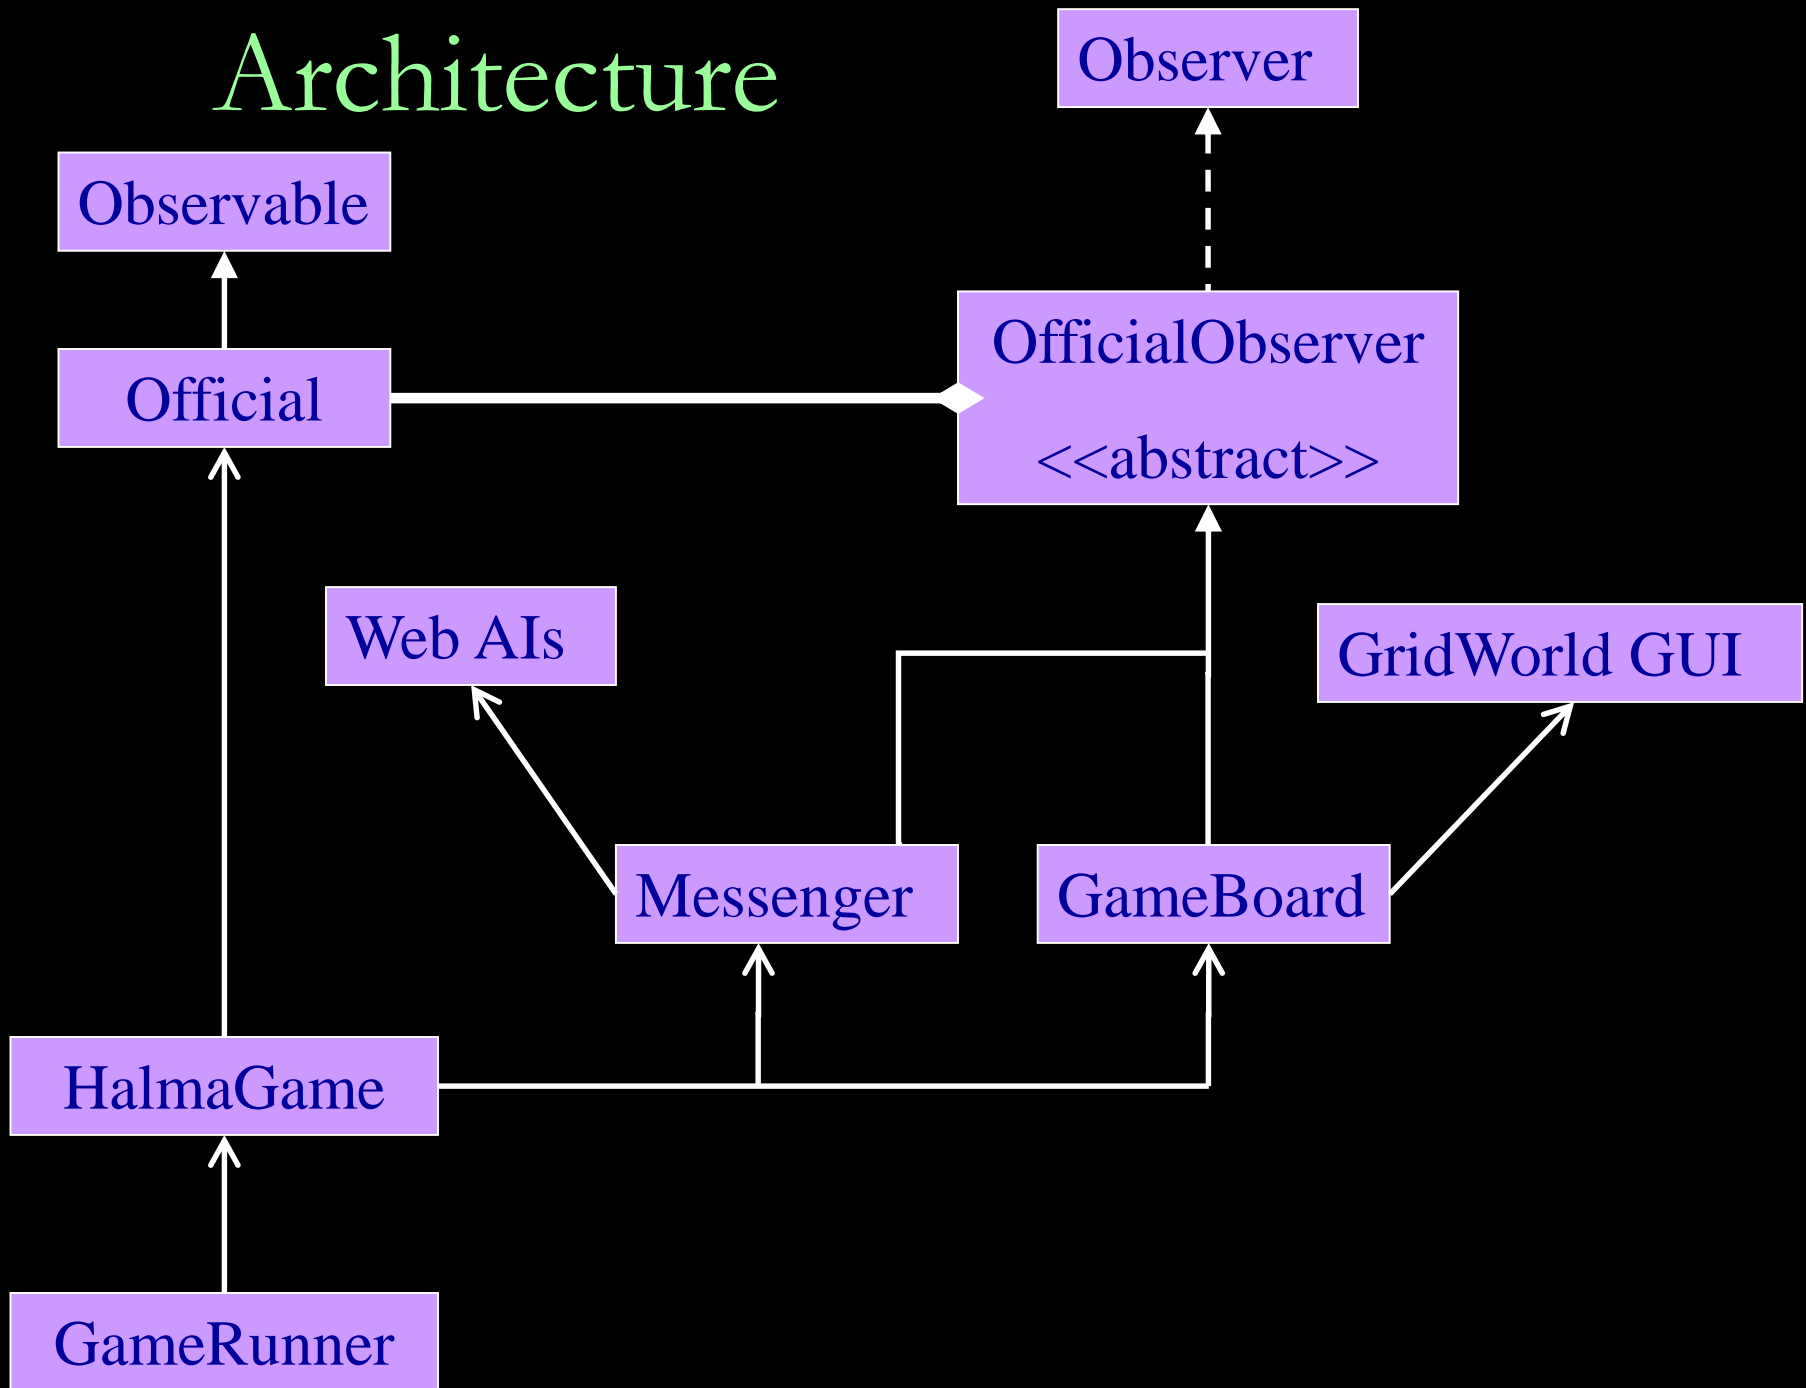 Architecture
Observer
Observable
OfficialObserver
<<abstract>>
Official
Web AIs
GridWorld GUI
Messenger
GameBoard
HalmaGame
GameRunner